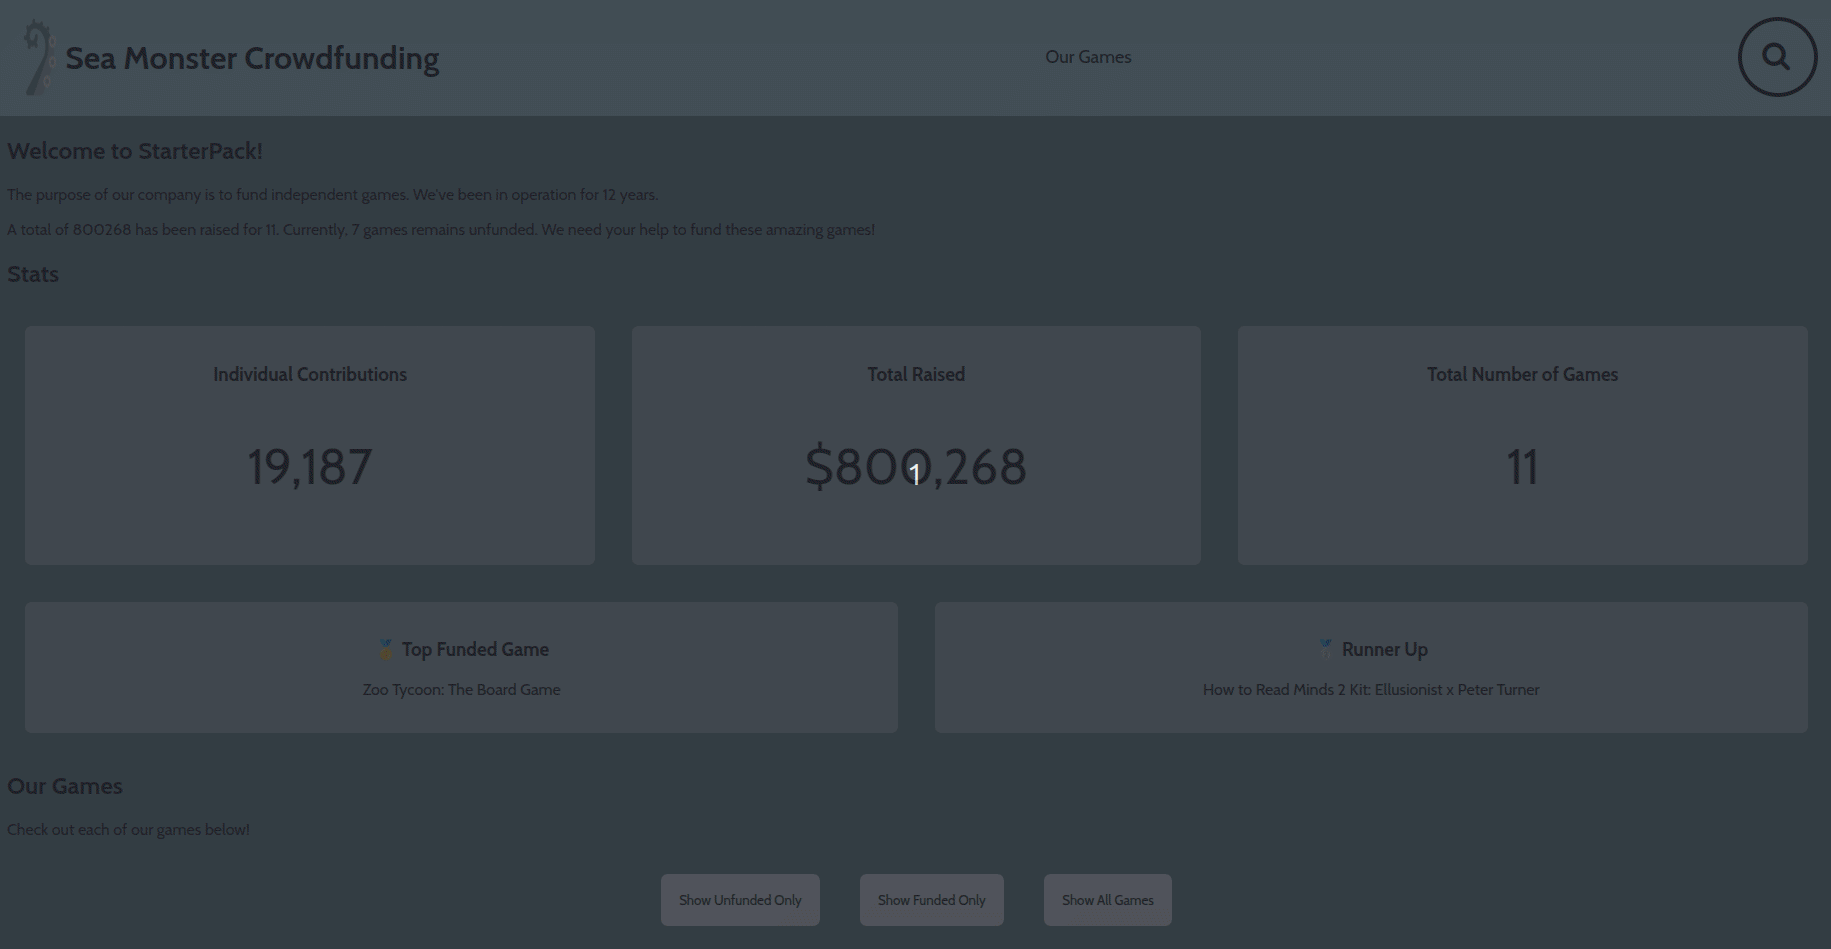 Sea Monster Crowdfunding
Our Games
Welcome to StarterPack!
The purpose of our company is to fund independent games. We've been in operation for 12 years.
A total of 800268 has been raised for 11. Currently, 7 games remains unfunded. We need your help to fund these amazing games!
Stats
Individual Contributions
19,187
Total Raised
$800,268
1
Total Number of Games
11
🥇 Top Funded Game
Zoo Tycoon: The Board Game
🥈 Runner Up
How to Read Minds 2 Kit: Ellusionist x Peter Turner
Our Games
Check out each of our games below!
Show Unfunded Only
Show Funded Only
Show All Games